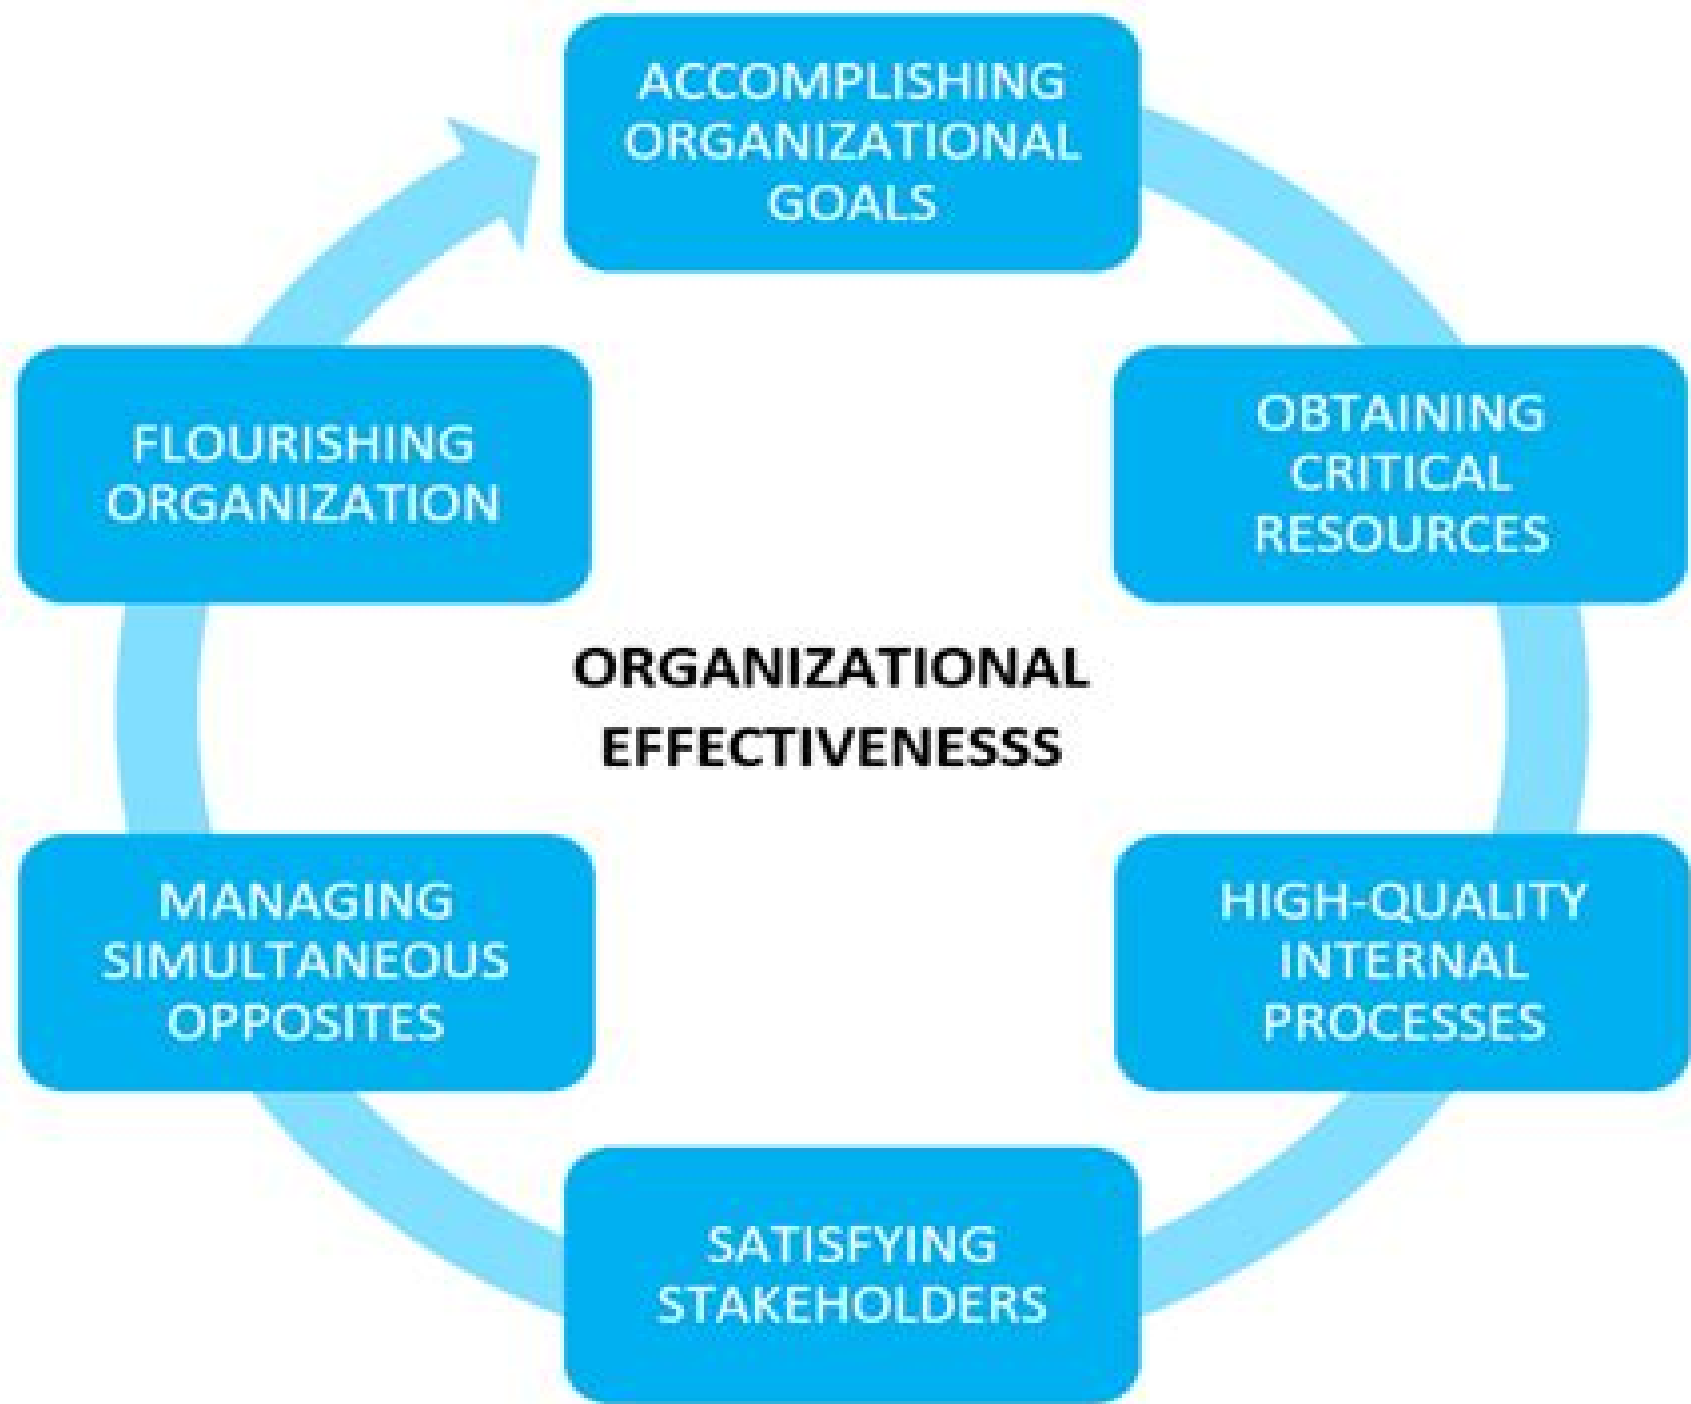 ACCOMPLISHING
ORGANIZATIONAL
GOALS
OBTAINING
CRITICAL
RESOURCES
HIGH-QUALITY
INTERNAL
PROCESSES
SATISFYING
STAKEHOLDERS
MANAGING
SIMULTANEOUS
OPPOSITES
FLOURISHING
ORGANIZATION
ORGANIZATIONAL
EFFECTIVENESSS